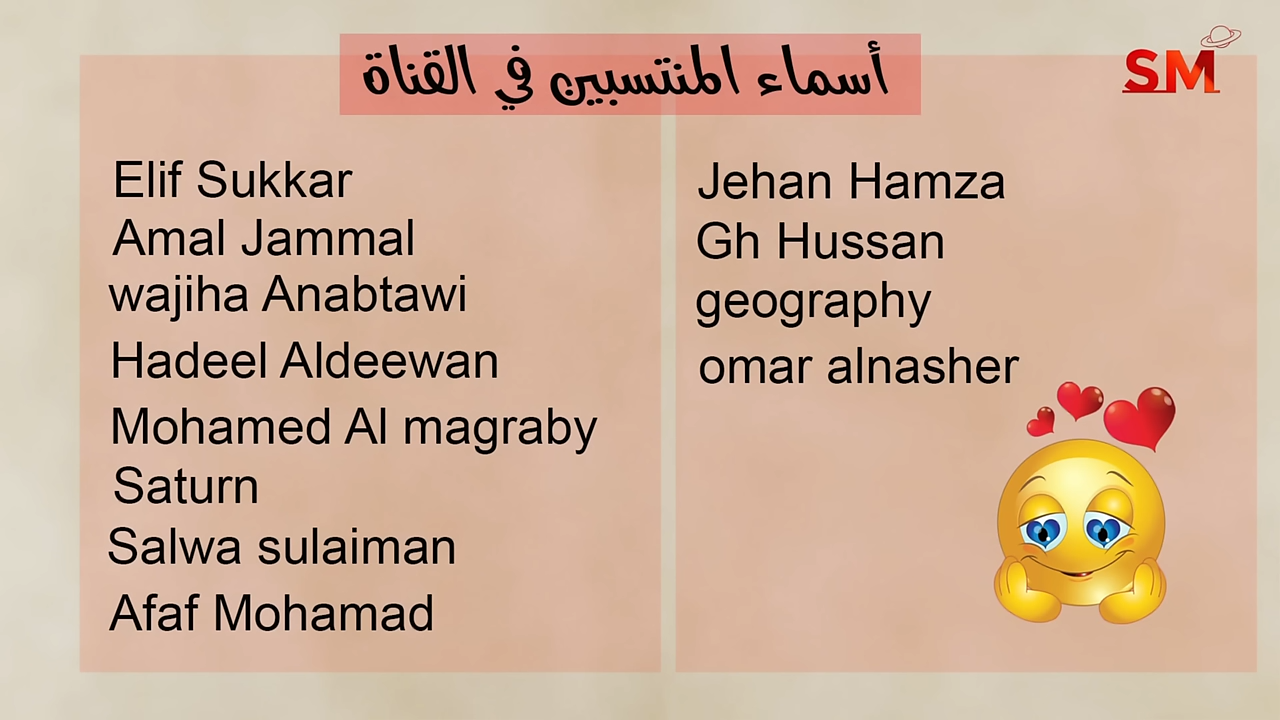 أسماء المنتسبين في القناة
SM
Elif Sukkar
Amal Jammal
wajiha Anabtawi
Hadeel Aldeewan
Mohamed Al magraby
Saturn
Salwa sulaiman
Afaf Mohamad
Jehan Hamza
Gh Hussan
geography
omar alnasher